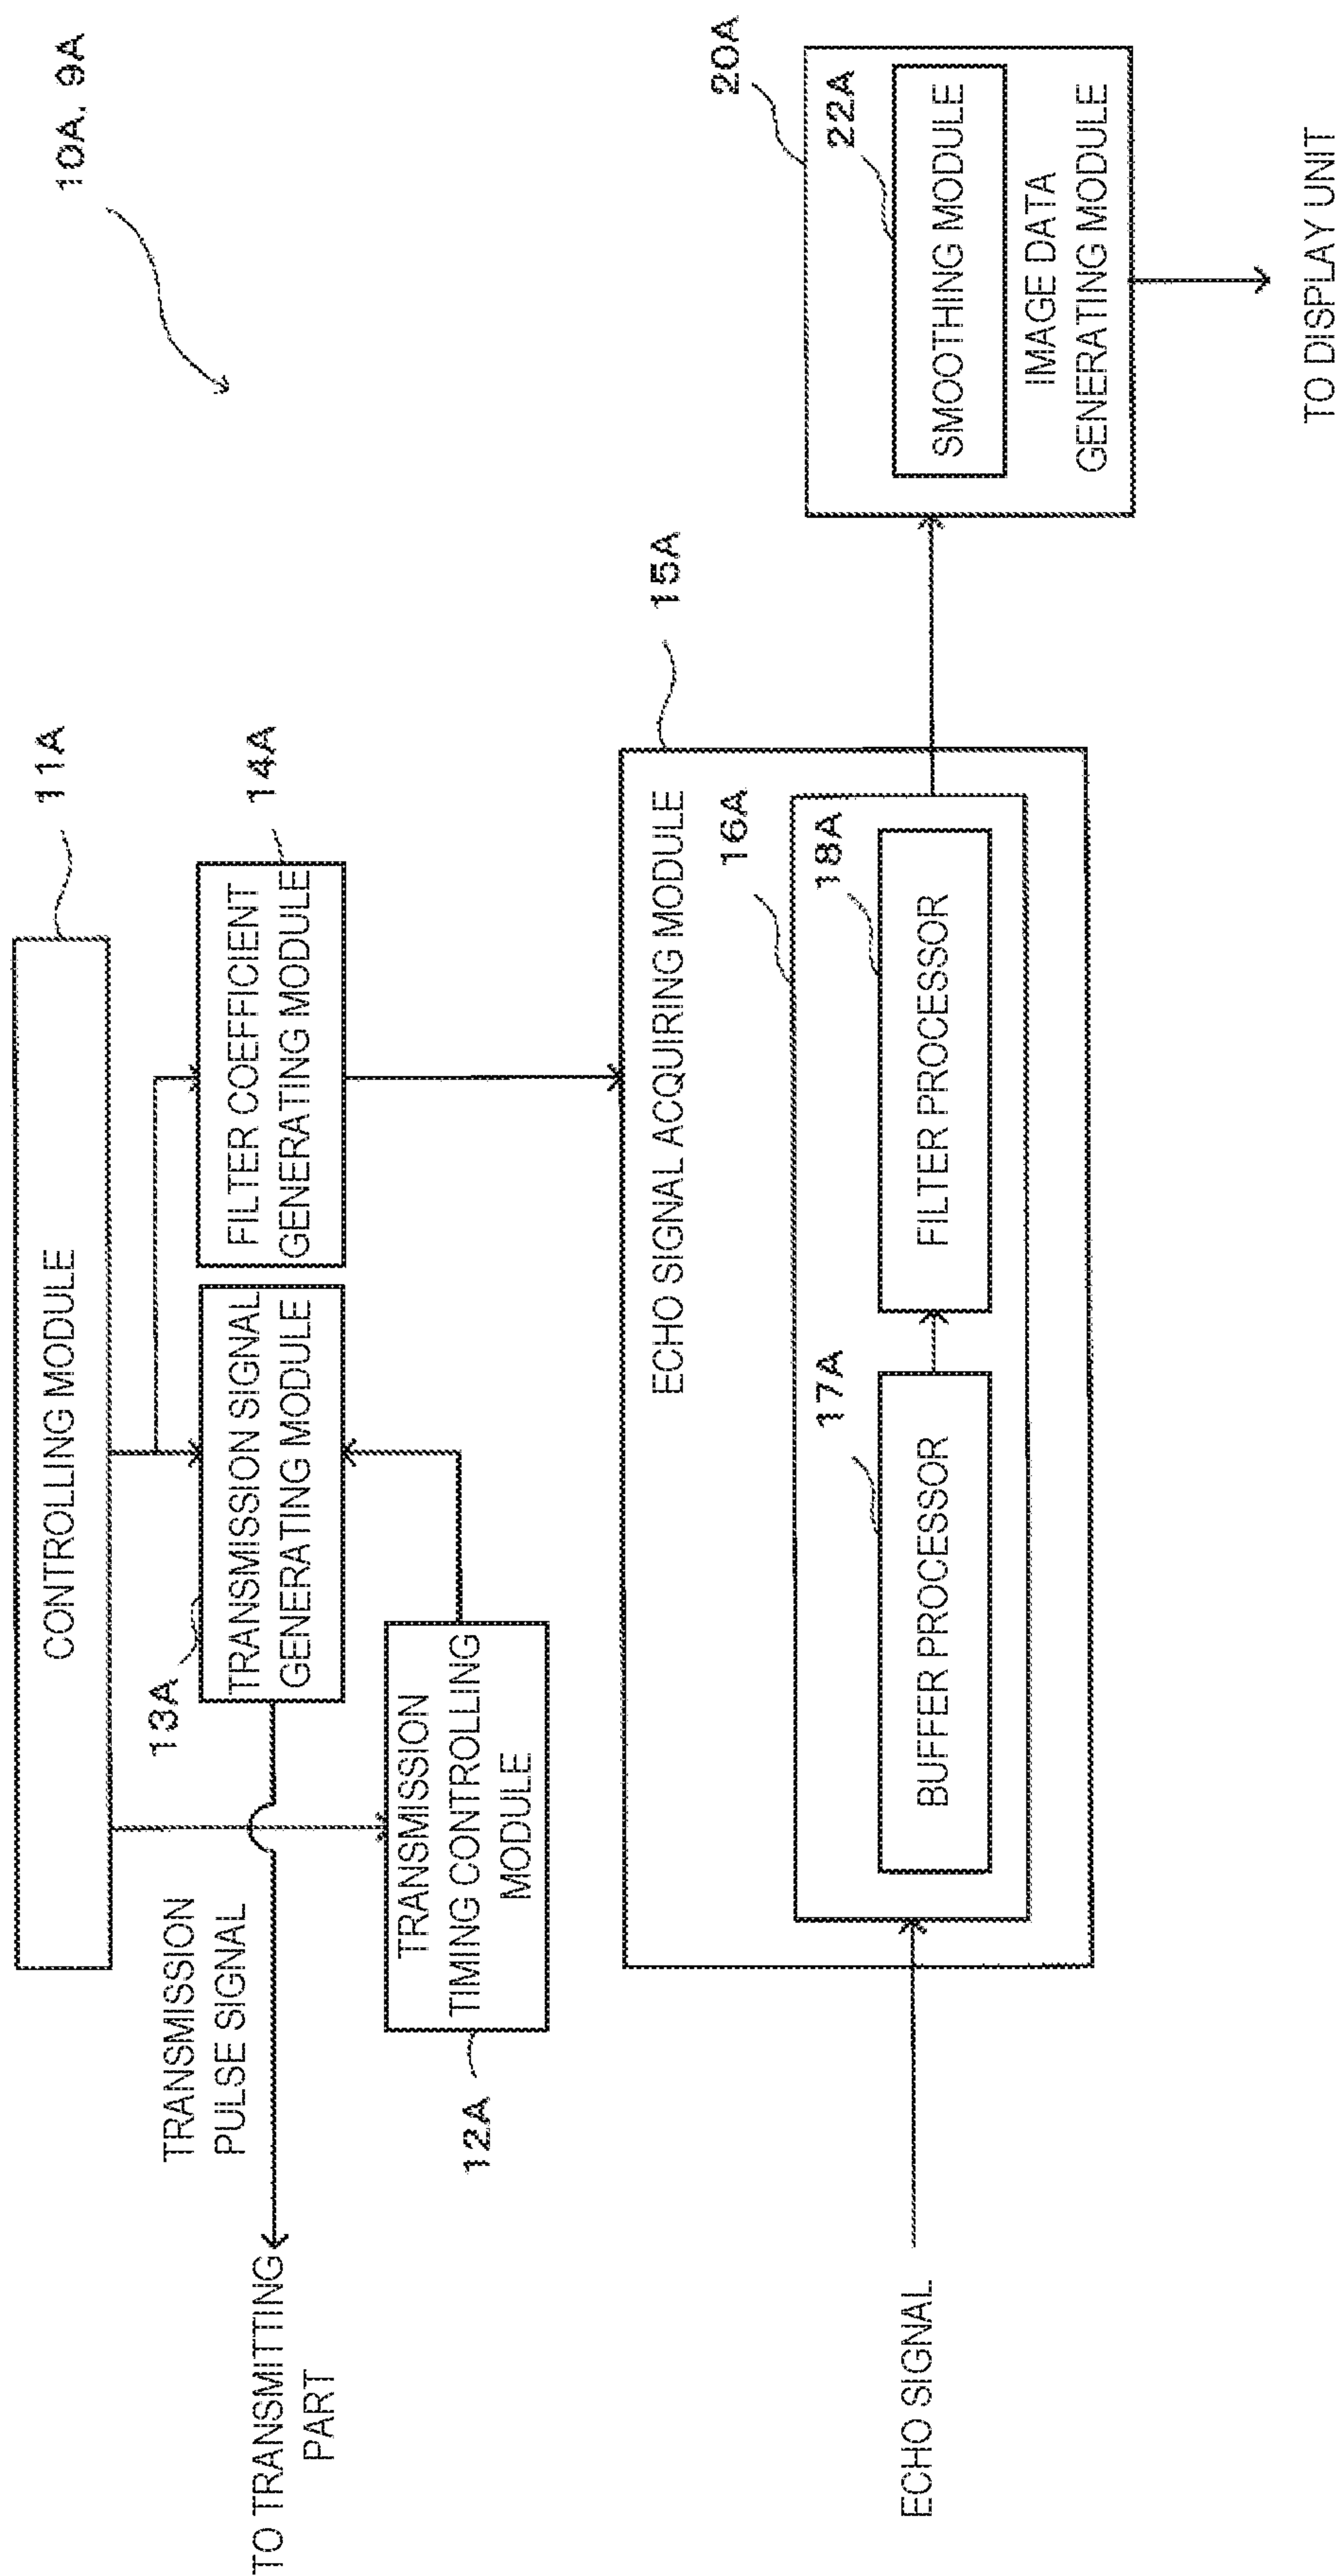 10A, 9A
CONTROLLING MODULE
11A
13A
TRANSMISSION SIGNAL
GENERATING MODULE
FILTER COEFFICIENT
GENERATING MODULE
14A
TRANSMISSION
PULSE SIGNAL
TO TRANSMITTING
PART
TRANSMISSION
TIMING CONTROLLING
MODULE
12A
ECHO SIGNAL ACQUIRING MODULE
15A
16A
17A
BUFFER PROCESSOR
18A
FILTER PROCESSOR
ECHO SIGNAL
20A
22A
SMOOTHING MODULE
IMAGE DATA
GENERATING MODULE
TO DISPLAY UNIT